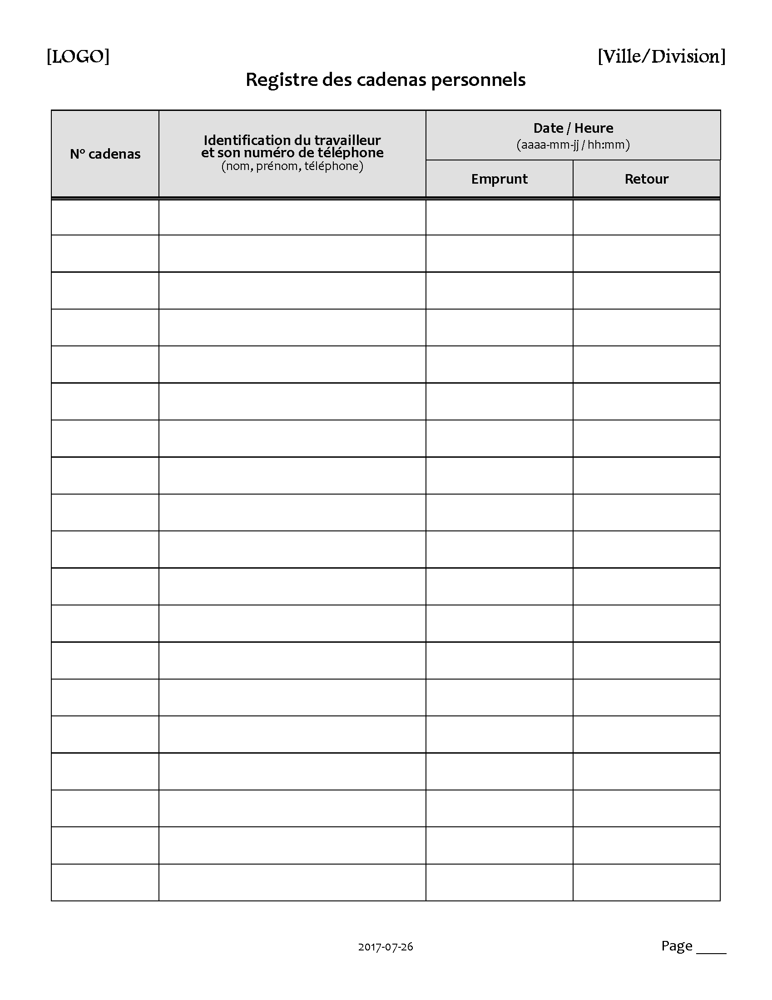 [LOGO]
[Ville/Division]
Registre des cadenas personnels
Nº cadenas
Identification du travailleur
et son numéro de téléphone
(nom, prénom, téléphone)
Date / Heure
(aaaa-mm-jj / hh:mm)
Emprunt
Retour
2017-07-26
Page ____